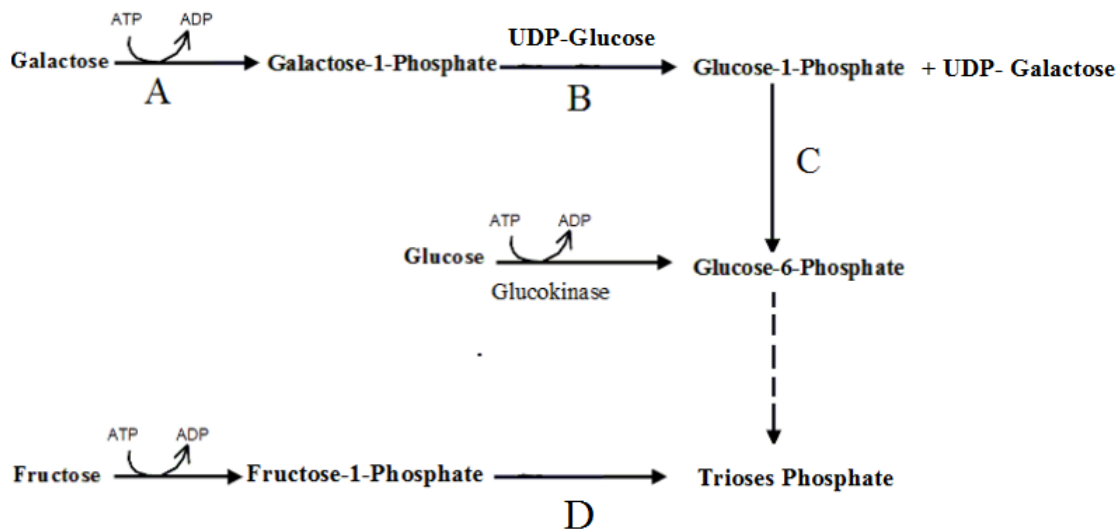 ATP ADP
UDP-Glucose
Galactose Galactose-1-Phosphate Glucose-1-Phosphate + UDP- Galactose
A
B
C
ATP ADP
Glucose Glucose-6-Phosphate
Glucokinase
ATP ADP
Fructose Fructose-1-Phosphate Trioses Phosphate
D